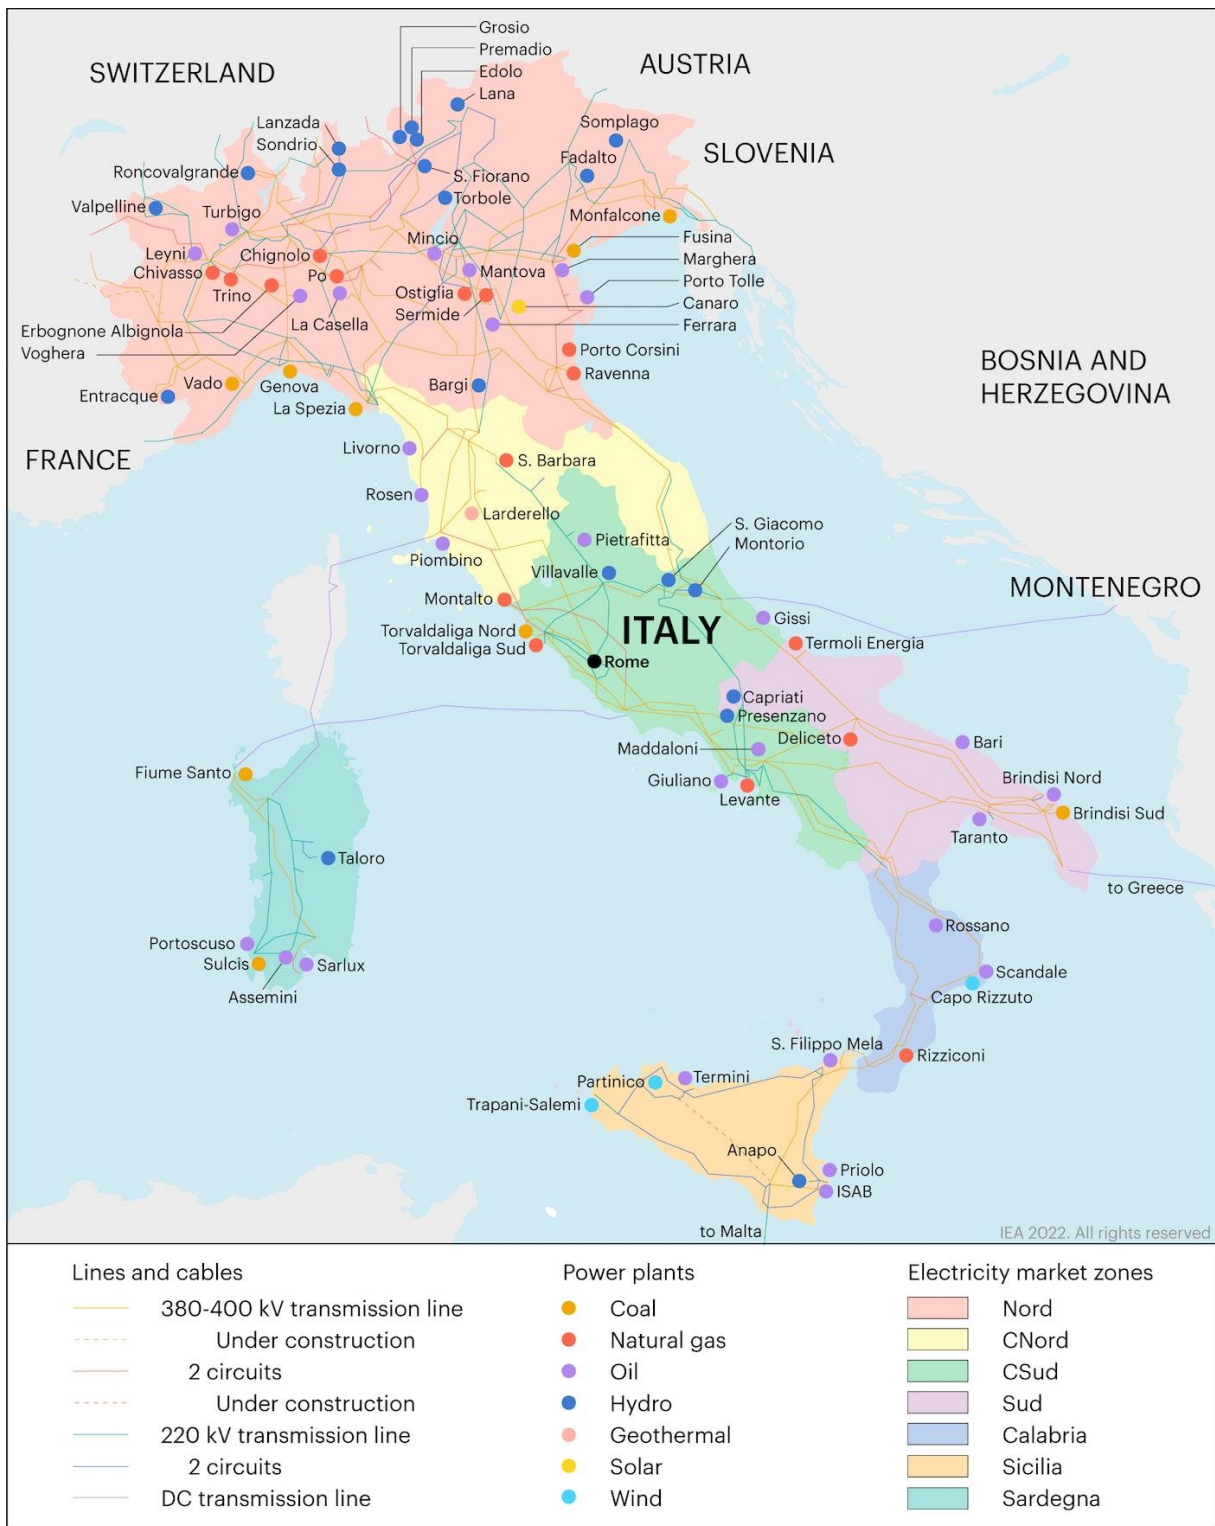 Grosio
Premadio
Edolo
Lana
SWITZERLAND
AUSTRIA
Lanzada
Sondrio
Somplago
SLOVENIA
Fadalto
Roncovalgrande
S. Fiorano
Torbole
Valpelline
Turbigo
Monfalcone
Leyni
Chignolo
Mincio
Fusina
Marghera
Chivasso
Po
Mantova
Porto Tolle
Trino
Ostiglia
Canaro
Sermide
Ferrara
Erbognone Albignola
La Casella
Voghera
Porto Corsini
BOSNIA AND
HERZEGOVINA
Ravenna
Vado
Genova
Bargi
Entracque
La Spezia
FRANCE
Livorno
S. Barbara
Rosen
Larderello
S. Giacomo
Montorio
Pietrafitta
Piombino
Villavalle
MONTENEGRO
Montalto
Gissi
Torvaldaliga Nord
ITALY
Termoli Energia
Torvaldaliga Sud
Rome
Capriati
Presenzano
Deliceto
Bari
Maddaloni
Fiume Santo
Giuliano
Levante
Brindisi Nord
Brindisi Sud
Taranto
Taloro
to Greece
Rossano
Portoscuso
Sulcis
Sarlux
Scandale
Assemini
Capo Rizzuto
S. Filippo Mela
Rizziconi
Partinico
Termini
Trapani-Salemi
Anapo
Priolo
ISAB
to Malta
IEA 2022. All rights reserved
Lines and cables
380-400 kV transmission line
Under construction
2 circuits
Under construction
220 kV transmission line
2 circuits
DC transmission line
Power plants
Coal
Natural gas
Oil
Hydro
Geothermal
Solar
Wind
Electricity market zones
Nord
CNord
CSud
Sud
Calabria
Sicilia
Sardegna